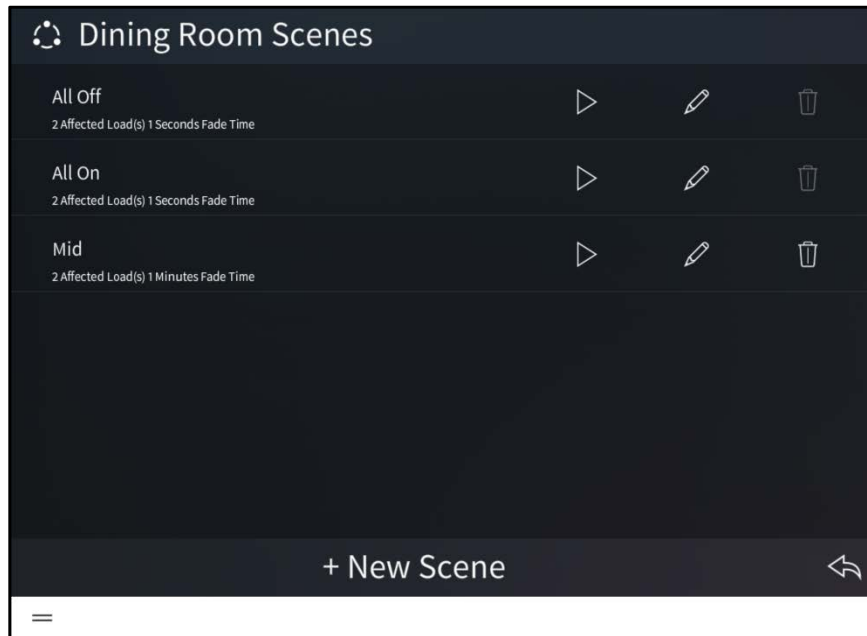 Dining Room Scenes
All Off
2 Affected Load(s) 1 Seconds Fade Time
All On
2 Affected Load(s) 1 Seconds Fade Time
Mid
2 Affected Load(s) 1 Minutes Fade Time
+ New Scene